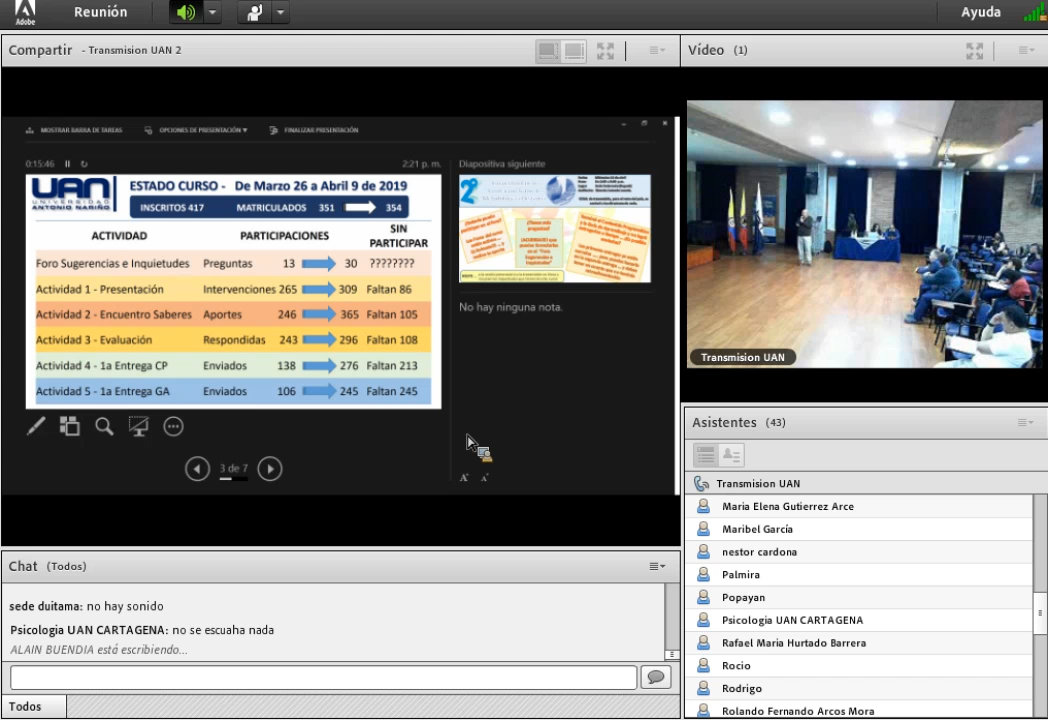 Adobe
Reunión
Ayuda
Compartir - Transmision UAN 2
Vídeo (1)
MOSTRAR BARRA DE TAREAS
OPCIONES DE PRESENTACIÓN
FINALIZAR PRESENTACIÓN
0:15:46
2:21 p. m.
Diapositiva siguiente
UAN
UNIVERSIDAD
ANTONIO NARIÑO
ESTADO CURSO - De Marzo 26 a Abril 9 de 2019
INSCRITOS 417 MATRICULADOS 351 354
ACTIVIDAD PARTICIPACIONES SIN PARTICIPAR
Foro Sugerencias e Inquietudes Preguntas 13 30 ????????
Actividad 1 - Presentación Intervenciones 265 309 Faltan 86
Actividad 2 - Encuentro Saberes Aportes 246 365 Faltan 105
Actividad 3 - Evaluación Respondidas 243 296 Faltan 108
Actividad 4 - 1a Entrega CP Enviados 138 276 Faltan 213
Actividad 5 - 1a Entrega GA Enviados 106 245 Faltan 245
No hay ninguna nota.
3 de 7
Transmision UAN
Asistentes (43)
Transmision UAN
Maria Elena Gutierrez Arce
Maribel García
nestor cardona
Palmira
Popayan
Psicologia UAN CARTAGENA
Rafael Maria Hurtado Barrera
Rocio
Rodrigo
Rolando Fernando Arcos Mora
Chat (Todos)
sede duitama: no hay sonido
Psicologia UAN CARTAGENA: no se escuaha nada
ALAIN BUENDIA está escribiendo...
Todos